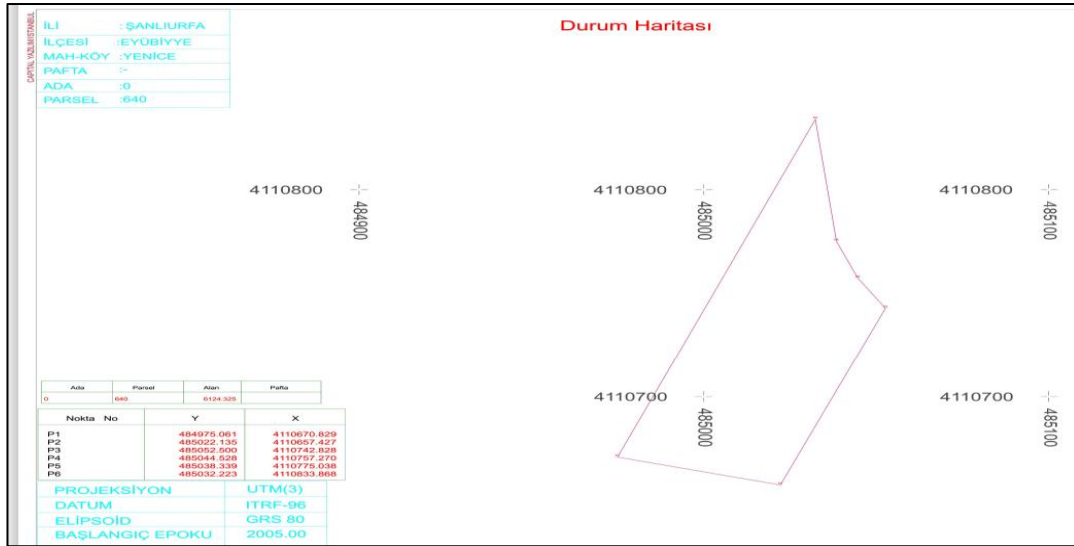 CAPITAL YAZILIM/ISTANBUL
Durum Haritası
İLİ : ŞANLIURFA
İLÇESİ :EYÜBİYYE
MAH-KÖY :YENİCE
PAFTA :-
ADA :0
PARSEL :640
4110800
484900
4110800
485000
4110800
485100
4110700
485000
4110700
485100
Ada Parsel Alan Pafta
0 640 6124.325
Nokta No Y X
P1 484975.061 4110670.829
P2 485022.135 4110657.427
P3 485052.500 4110742.828
P4 485044.528 4110757.270
P5 485038.339 4110775.038
P6 485032.223 4110833.868
PROJEKSİYON UTM(3)
DATUM ITRF-96
ELİPSOİD GRS 80
BAŞLANGIÇ EPOKU 2005.00